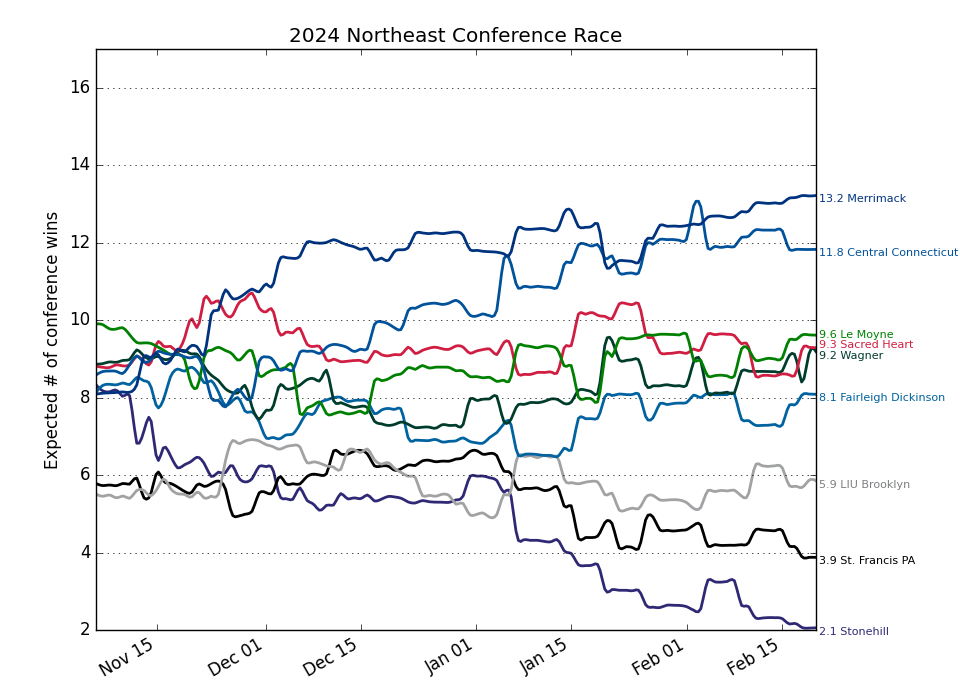 2024 Northeast Conference Race
Expected # of conference wins
16
14
12
10
8
6
4
2
13.2 Merrimack
11.8 Central Connecticut
9.6 Le Moyne
9.3 Sacred Heart
9.2 Wagner
8.1 Fairleigh Dickinson
5.9 LIU Brooklyn
3.9 St. Francis PA
2.1 Stonehill
Nov 15
Dec 01
Dec 15
Jan 01
Jan 15
Feb 01
Feb 15